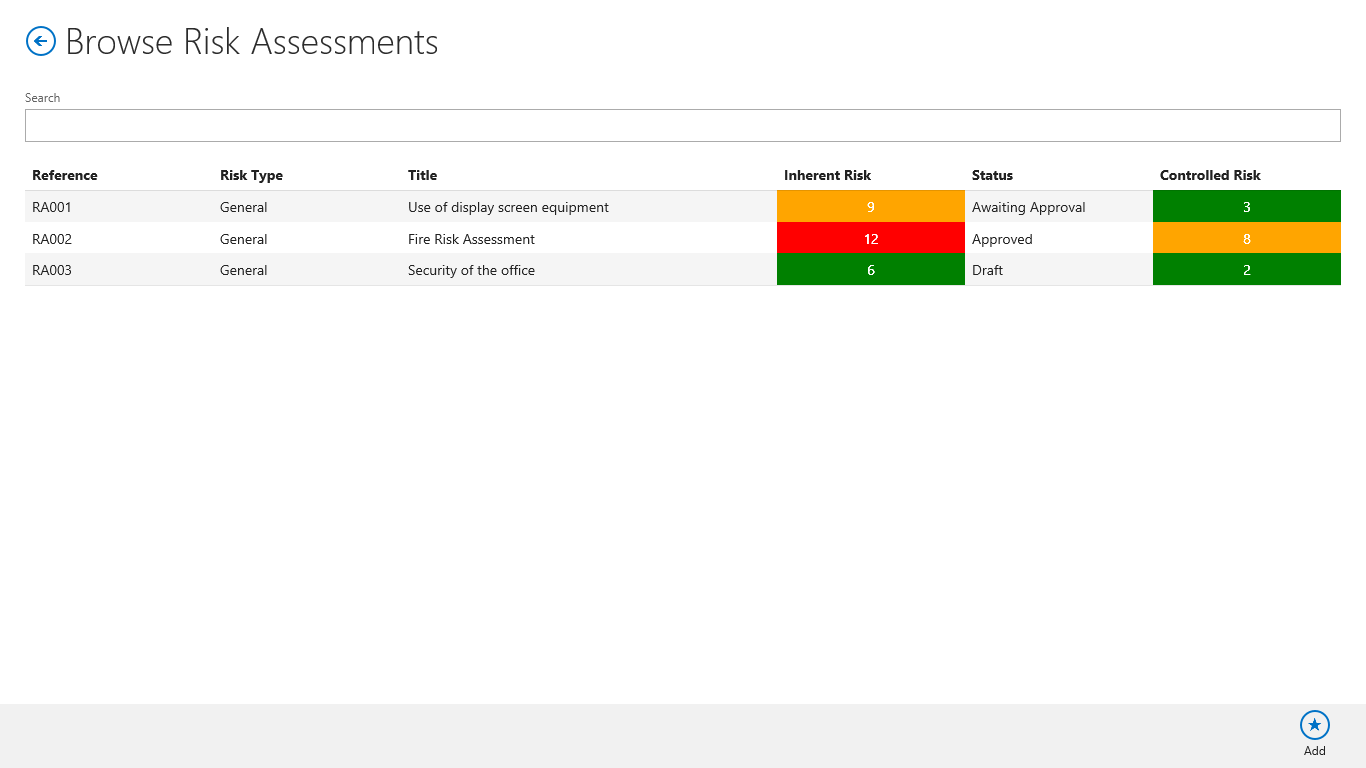 Browse Risk Assessments
Search
Reference Risk Type Title Inherent Risk Status Controlled Risk
RA001 General Use of display screen equipment 9 Awaiting Approval 3
RA002 General Fire Risk Assessment 12 Approved 8
RA003 General Security of the office 6 Draft 2
Add